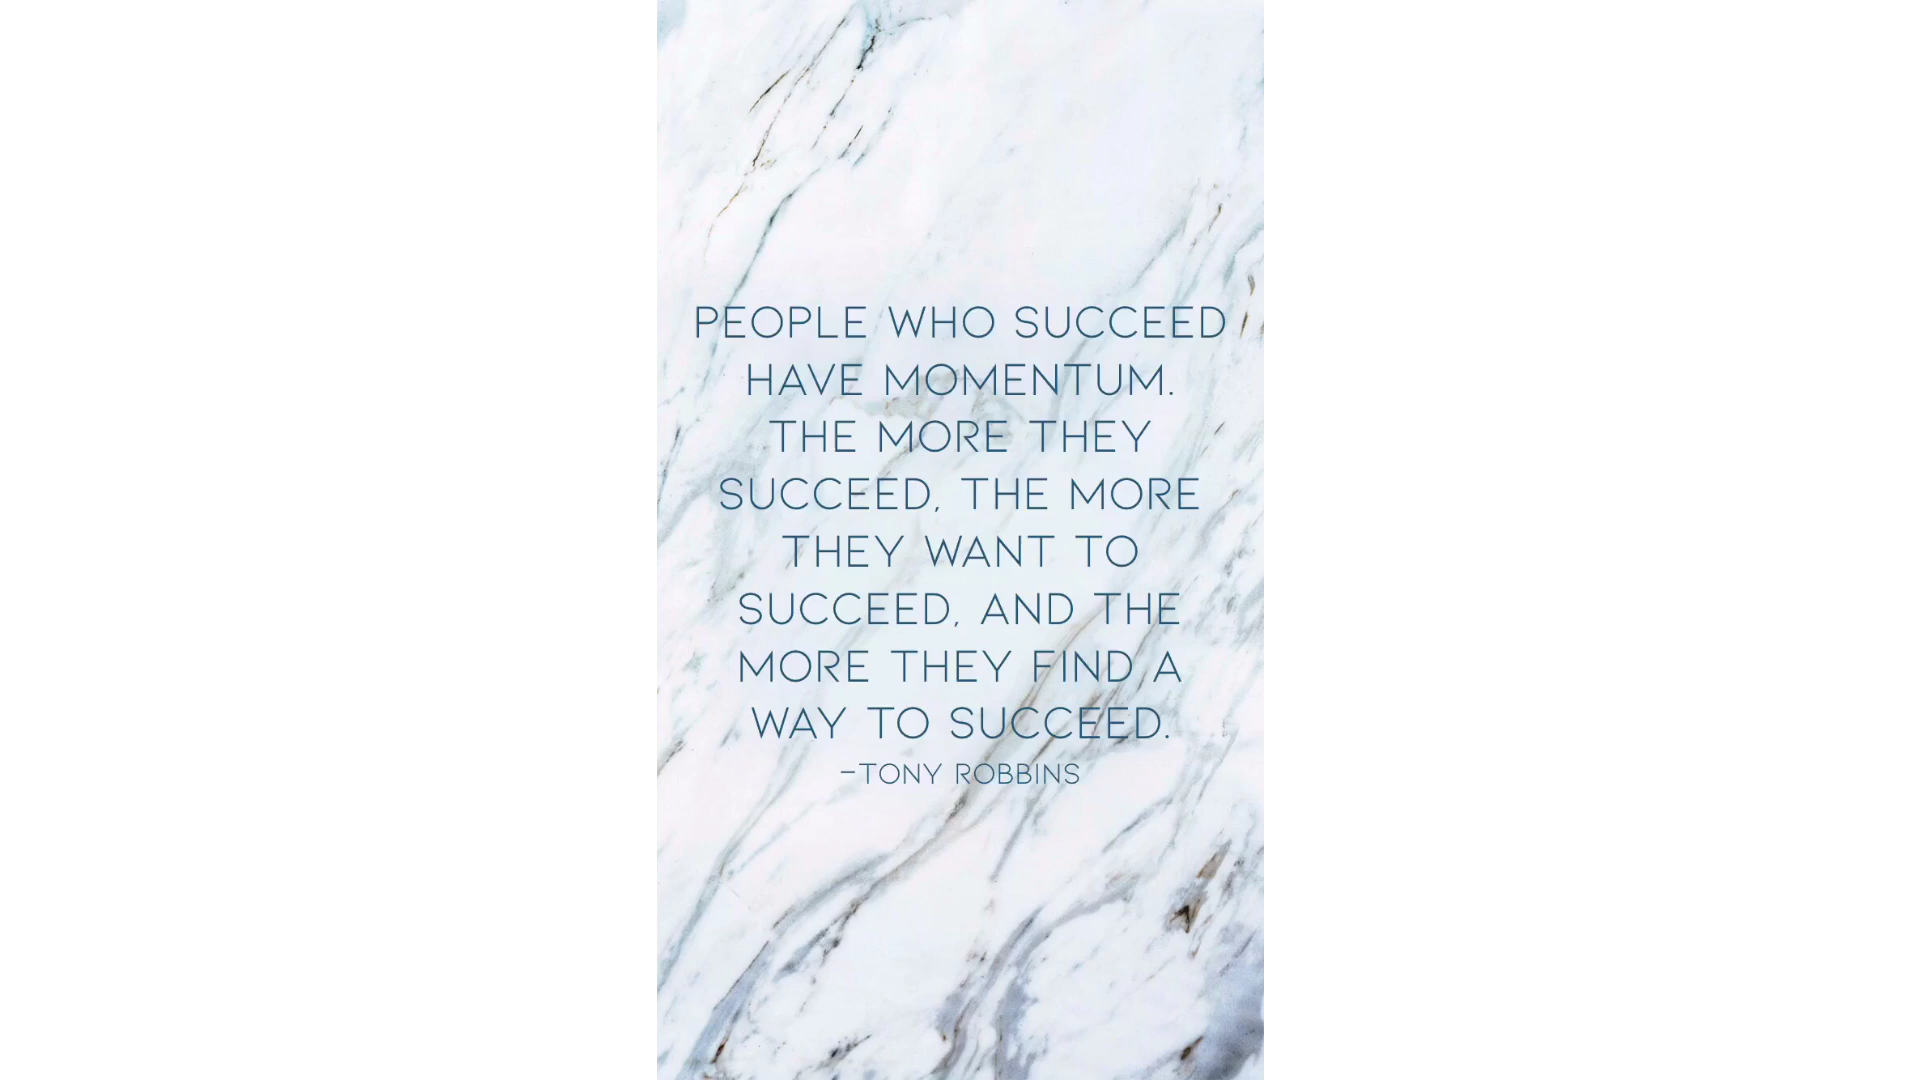 PEOPLE WHO SUCCEED
HAVE MOMENTUM.
THE MORE THEY
SUCCEED, THE MORE
THEY WANT TO
SUCCEED, AND THE
MORE THEY FIND A
WAY TO SUCCEED.
-TONY ROBBINS